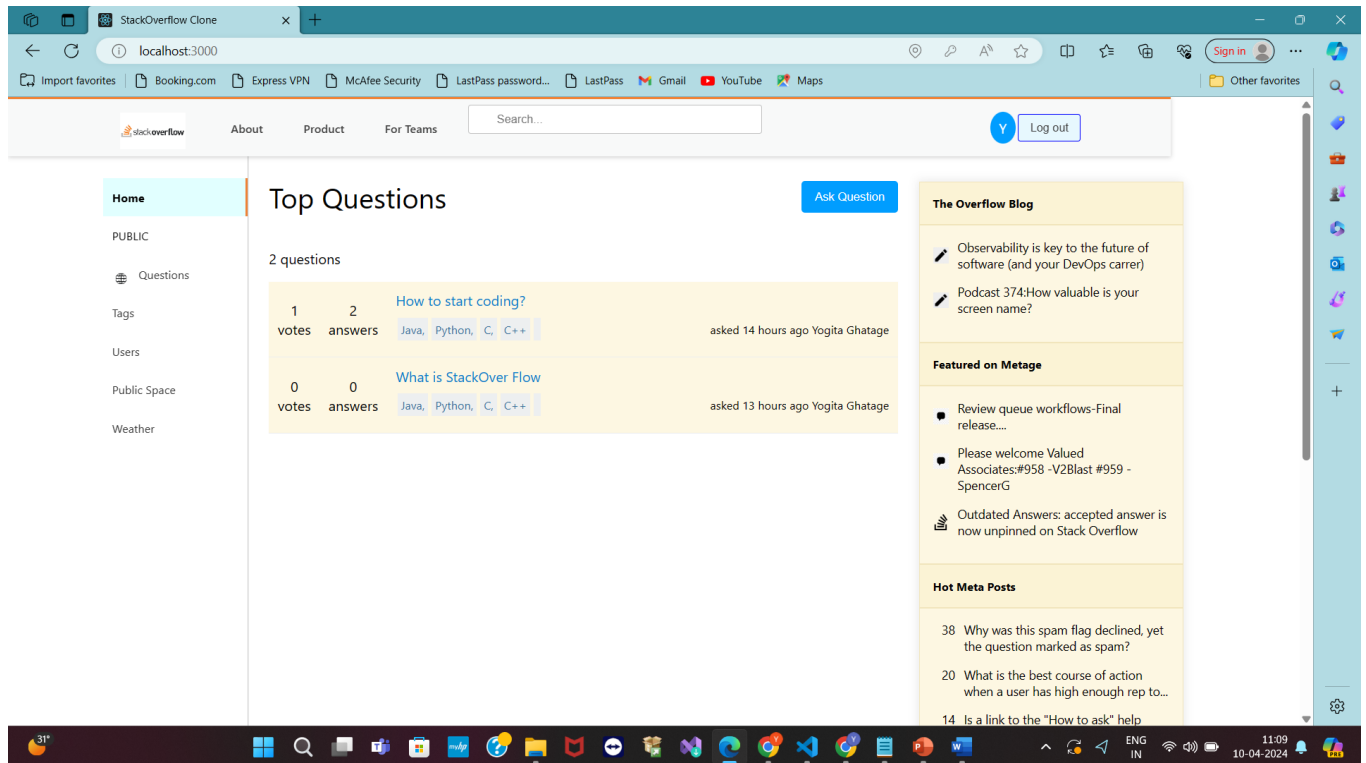 StackOverflow Clone
localhost:3000
Sign in
Import favorites Booking.com Express VPN McAfee Security LastPass password... LastPass Gmail YouTube Maps Other favorites
stackoverflow About Product For Teams Search... Y Log out
Home
PUBLIC
Questions
Tags
Users
Public Space
Weather
Top Questions
Ask Question
2 questions
1 votes
2 answers
How to start coding?
Java, Python, C, C++
asked 14 hours ago Yogita Ghatage
0 votes
0 answers
What is StackOver Flow
Java, Python, C, C++
asked 13 hours ago Yogita Ghatage
The Overflow Blog
Observability is key to the future of
software (and your DevOps carrer)
Podcast 374:How valuable is your
screen name?
Featured on Metage
Review queue workflows-Final
release....
Please welcome Valued
Associates:#958 -V2Blast #959 -
SpencerG
Outdated Answers: accepted answer is
now unpinned on Stack Overflow
Hot Meta Posts
38 Why was this spam flag declined, yet
the question marked as spam?
20 What is the best course of action
when a user has high enough rep to...
14 Is a link to the "How to ask" help
31°
myhp
ENG
IN
11:09
10-04-2024
PRE